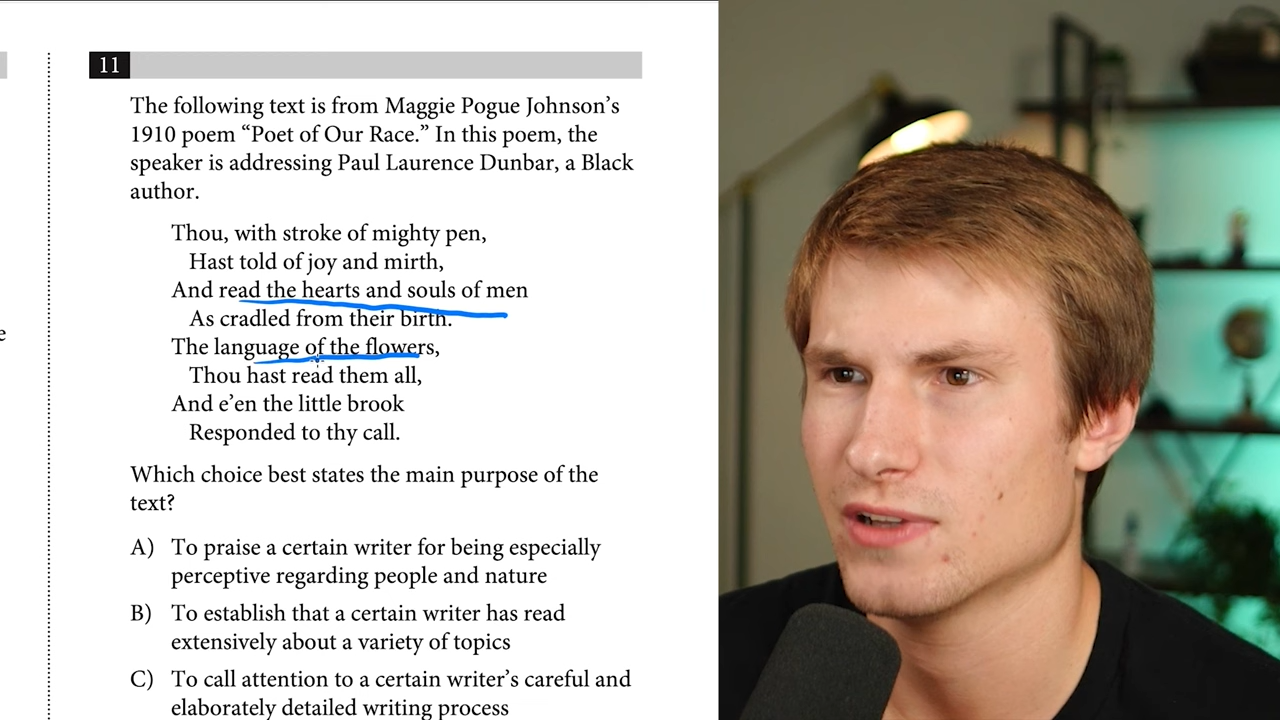 11
The following text is from Maggie Pogue Johnson's
1910 poem “Poet of Our Race.” In this poem, the
speaker is addressing Paul Laurence Dunbar, a Black
author.
Thou, with stroke of mighty pen,
Hast told of joy and mirth,
And read the hearts and souls of men
As cradled from their birth.
The language of the flowers,
Thou hast read them all,
And e'en the little brook
Responded to thy call.
Which choice best states the main purpose of the
text?
A) To praise a certain writer for being especially
perceptive regarding people and nature
B) To establish that a certain writer has read
extensively about a variety of topics
C) To call attention to a certain writer's careful and
elaborately detailed writing process